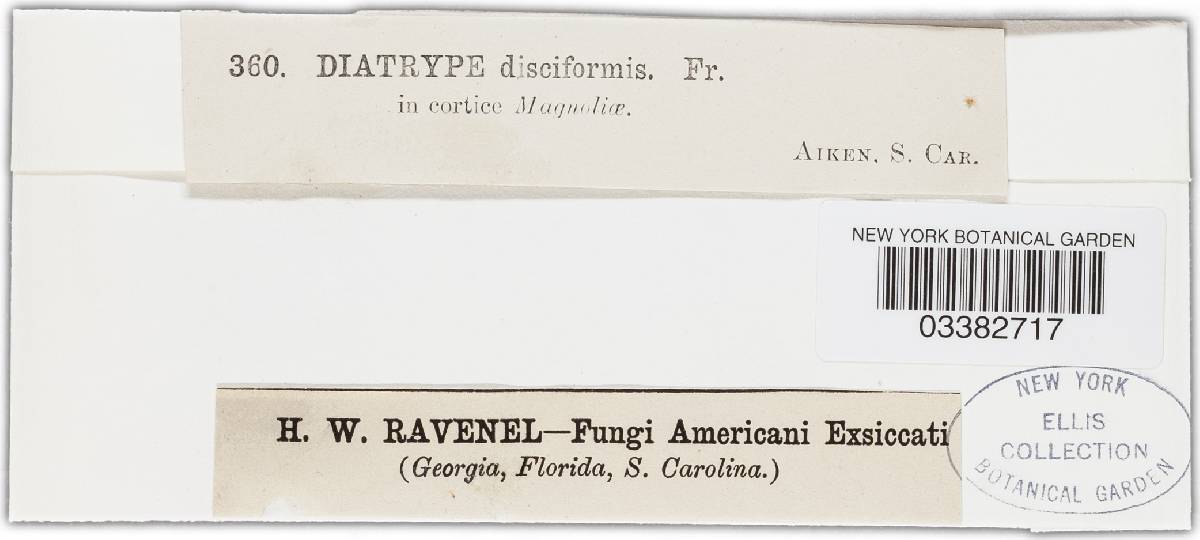 360. DIATRYPE disciformis. Fr.
in cortice Magnoliæ.
AIKEN, S. CAR.
NEW YORK BOTANICAL GARDEN
03382717
H. W. RAVENEL—Fungi Americani Exsiccati
(Georgia, Florida, S. Carolina.)
NEW YORK
ELLIS
COLLECTION
BOTANICAL GARDEN